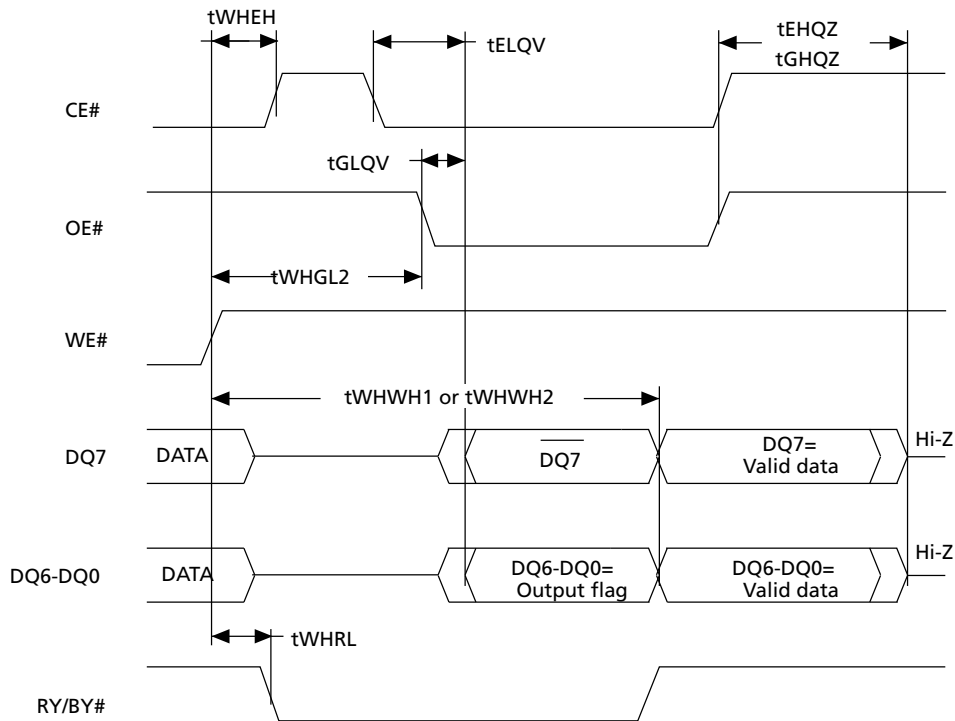 tWHEH
tELQV
tEHQZ
tGHQZ
CE#
tGLQV
OE#
tWHGL2
WE#
tWHWH1 or tWHWH2
DQ7
DATA
DQ7
DQ7=
Valid data
Hi-Z
DQ6-DQ0
DATA
DQ6-DQ0=
Output flag
DQ6-DQ0=
Valid data
Hi-Z
tWHRL
RY/BY#